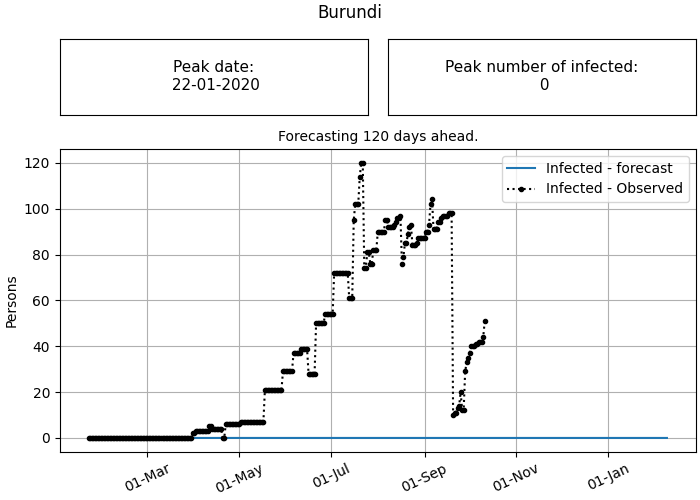 Burundi
Peak date:
22-01-2020
Peak number of infected:
0
Forecasting 120 days ahead.
Infected - forecast
Infected - Observed
Persons
120
100
80
60
40
20
0
01-Mar
01-May
01-Jul
01-Sep
01-Nov
01-Jan